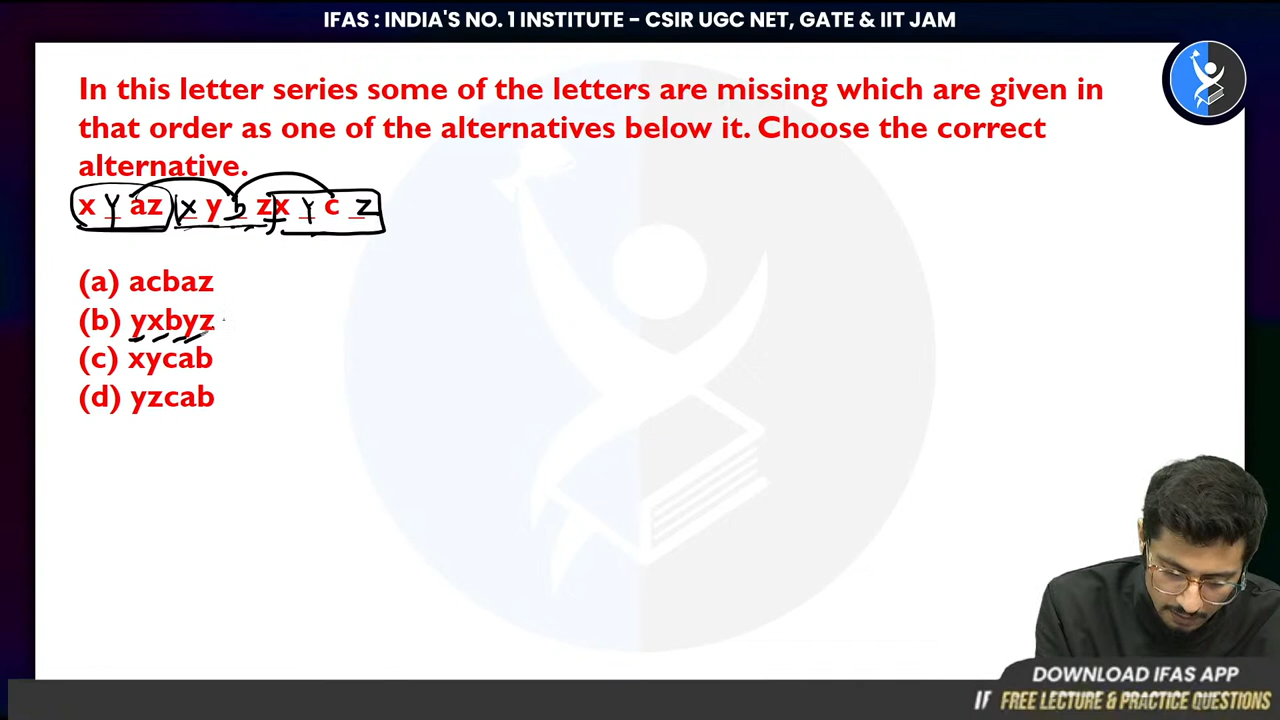 IFAS : INDIA'S NO. 1 INSTITUTE – CSIR UGC NET, GATE & IIT JAM
In this letter series some of the letters are missing which are given in
that order as one of the alternatives below it. Choose the correct
alternative.
x y az x y b z x y c z
(a) acbaz
(b) yxbyz
(c) xycab
(d) yzcab
DOWNLOAD IFAS APP
IF FREE LECTURE & PRACTICE QUESTIONS